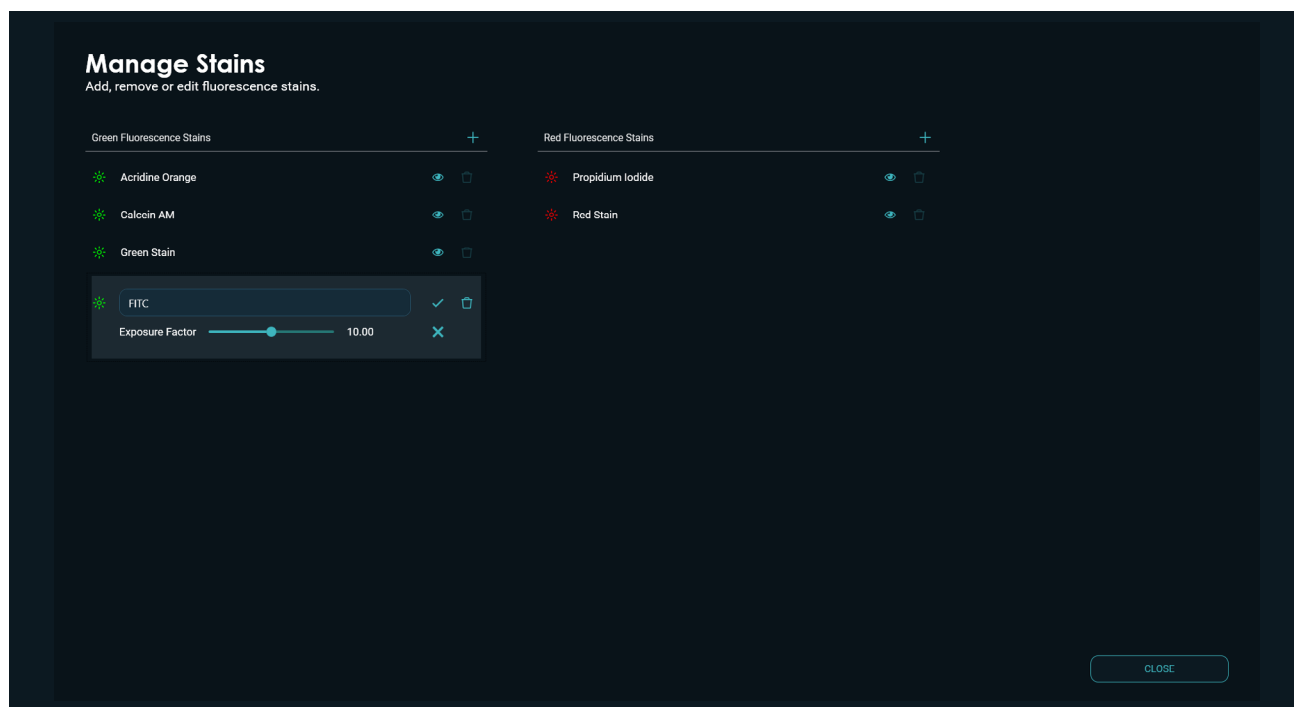 Manage Stains
Add, remove or edit fluorescence stains.
Green Fluorescence Stains
Acridine Orange
Calcein AM
Green Stain
FITC
Exposure Factor 10.00
Red Fluorescence Stains
Propidium Iodide
Red Stain
CLOSE